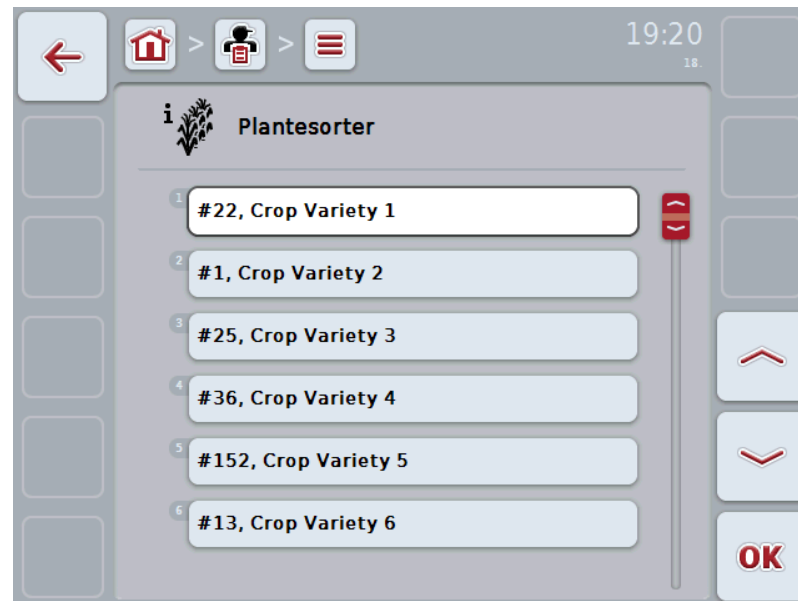 > >
19:20
18.
i
Plantesorter
1
#22, Crop Variety 1
2
#1, Crop Variety 2
3
#25, Crop Variety 3
4
#36, Crop Variety 4
5
#152, Crop Variety 5
6
#13, Crop Variety 6
OK